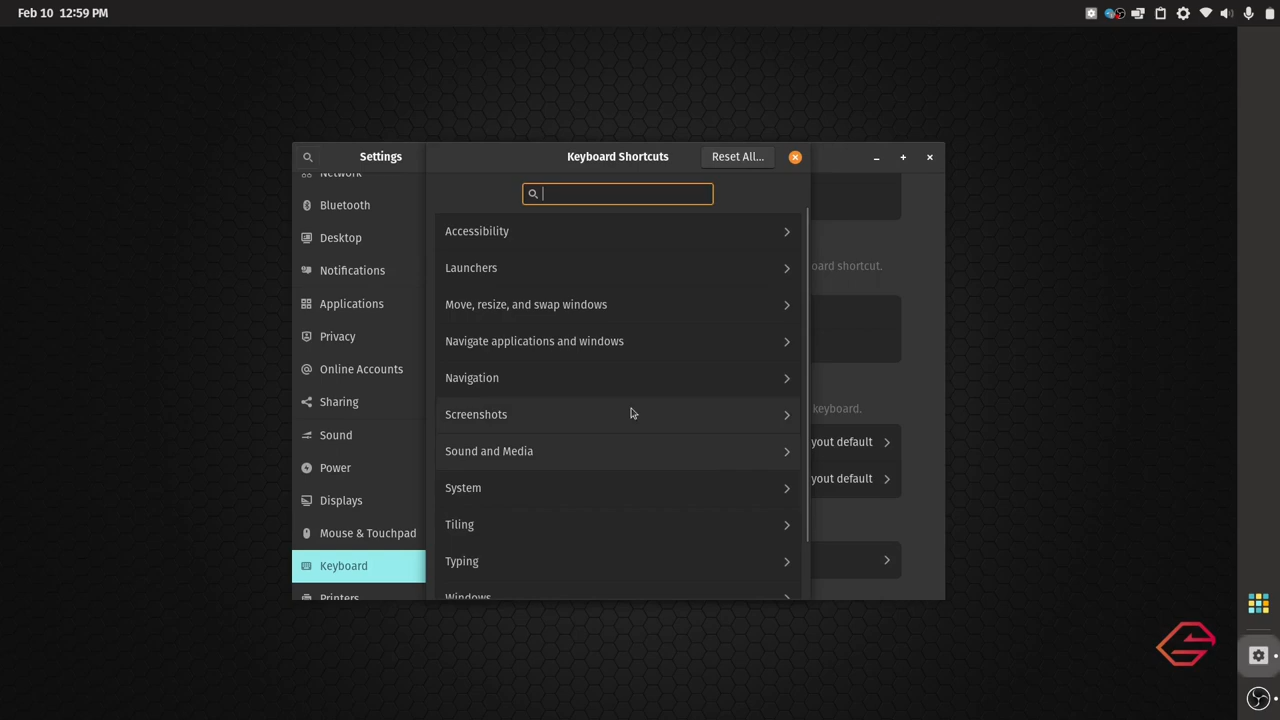 Feb 10 12:59 PM
Settings
Keyboard Shortcuts
Reset All...
Network
Bluetooth
Desktop
Notifications
Applications
Privacy
Online Accounts
Sharing
Sound
Power
Displays
Mouse & Touchpad
Keyboard
Printers
Accessibility
Launchers
Move, resize, and swap windows
Navigate applications and windows
Navigation
Screenshots
Sound and Media
System
Tiling
Typing
Windows
oard shortcut.
keyboard.
yout default
yout default